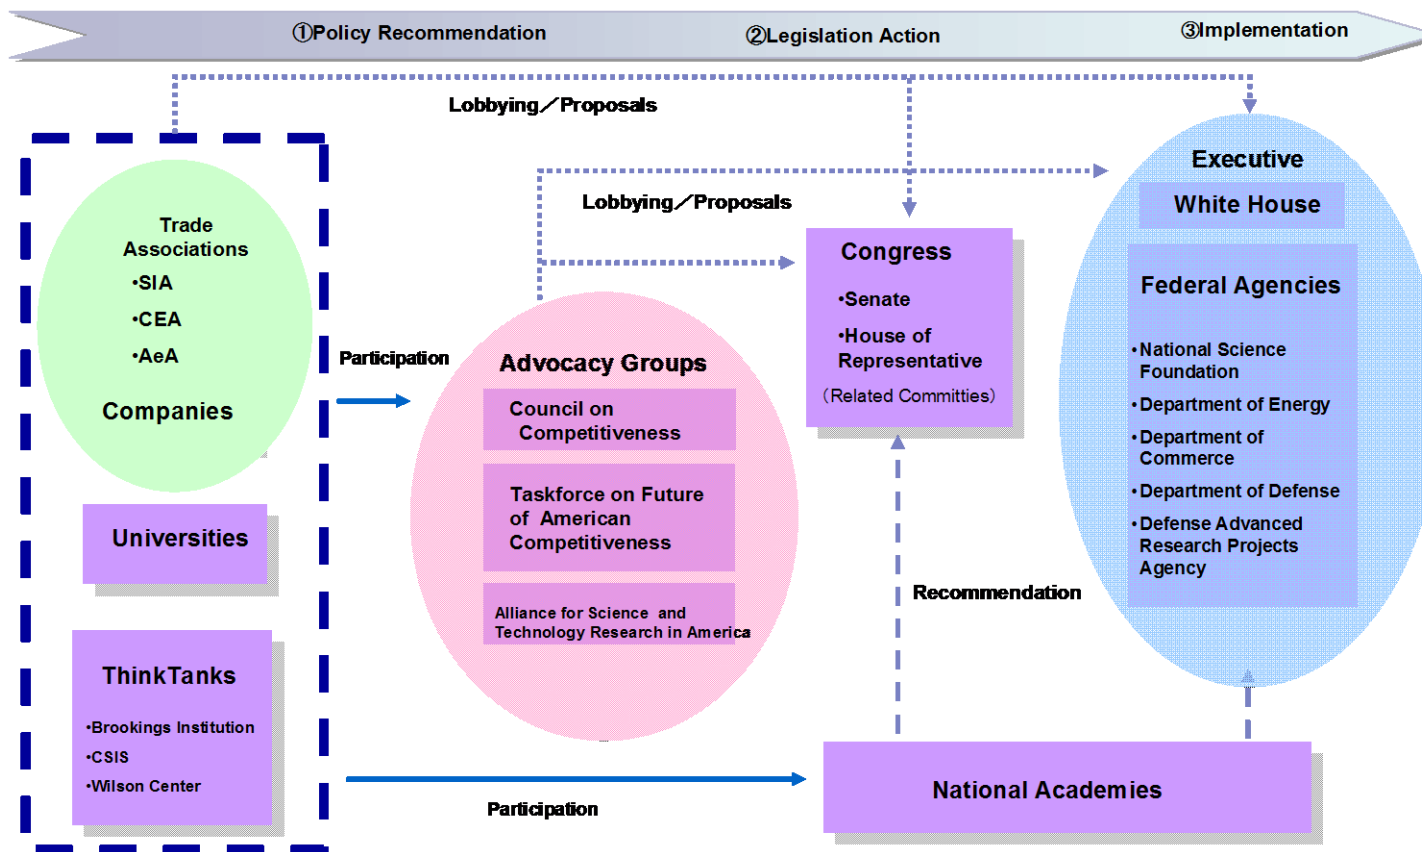 ①Policy Recommendation
②Legislation Action
③Implementation
Lobbying／Proposals
Lobbying／Proposals
Trade
Associations
•SIA
•CEA
•AeA
Companies
Universities
ThinkTanks
•Brookings Institution
•CSIS
•Wilson Center
Participation
Participation
Advocacy Groups
Council on
Competitiveness
Taskforce on Future
of American
Competitiveness
Alliance for Science and
Technology Research in America
Congress
•Senate
•House of
Representative
（Related Committies）
Recommendation
National Academies
Executive
White House
Federal Agencies
•National Science
Foundation
•Department of Energy
•Department of
Commerce
•Department of Defense
•Defense Advanced
Research Projects
Agency